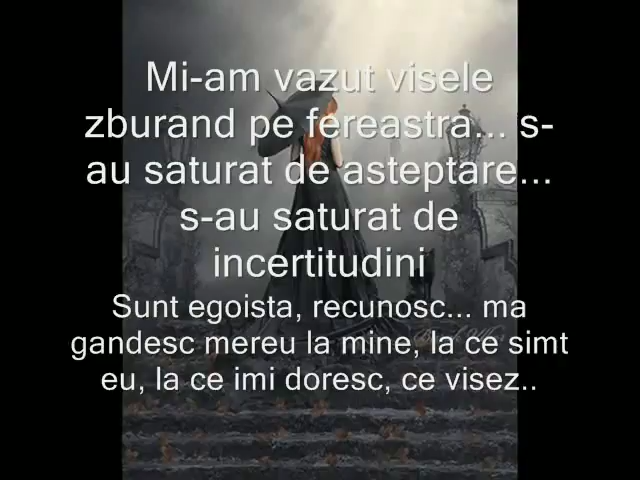 Mi-am vazut visele
zburand pe fereastra... s-
au saturat de asteptare...
s-au saturat de
incertitudini
Sunt egoista, recunosc... ma
gandesc mereu la mine, la ce simt
eu, la ce imi doresc, ce visez..